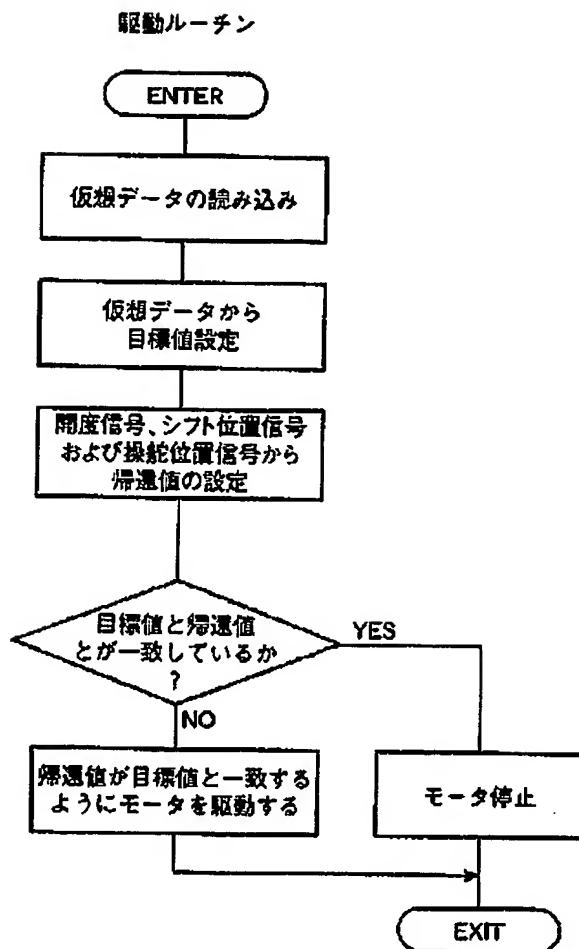 駆動ルーチン
ENTER
仮想データの読み込み
仮想データから
目標値設定
開度信号、シフト位置信号
および操舵位置信号から
帰還値の設定
目標値と帰還値
とが一致しているか
?
YES
NO
帰還値が目標値と一致する
ようにモータを駆動する
モータ停止
EXIT